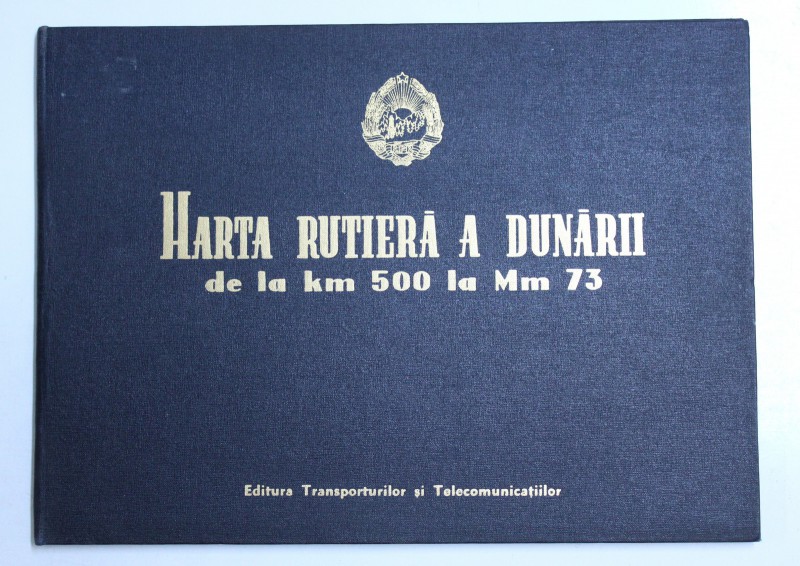 HARTA RUTIERĂ A DUNĂRII
de la km 500 la Mm 73
Editura Transporturilor și Telecomunicațiilor